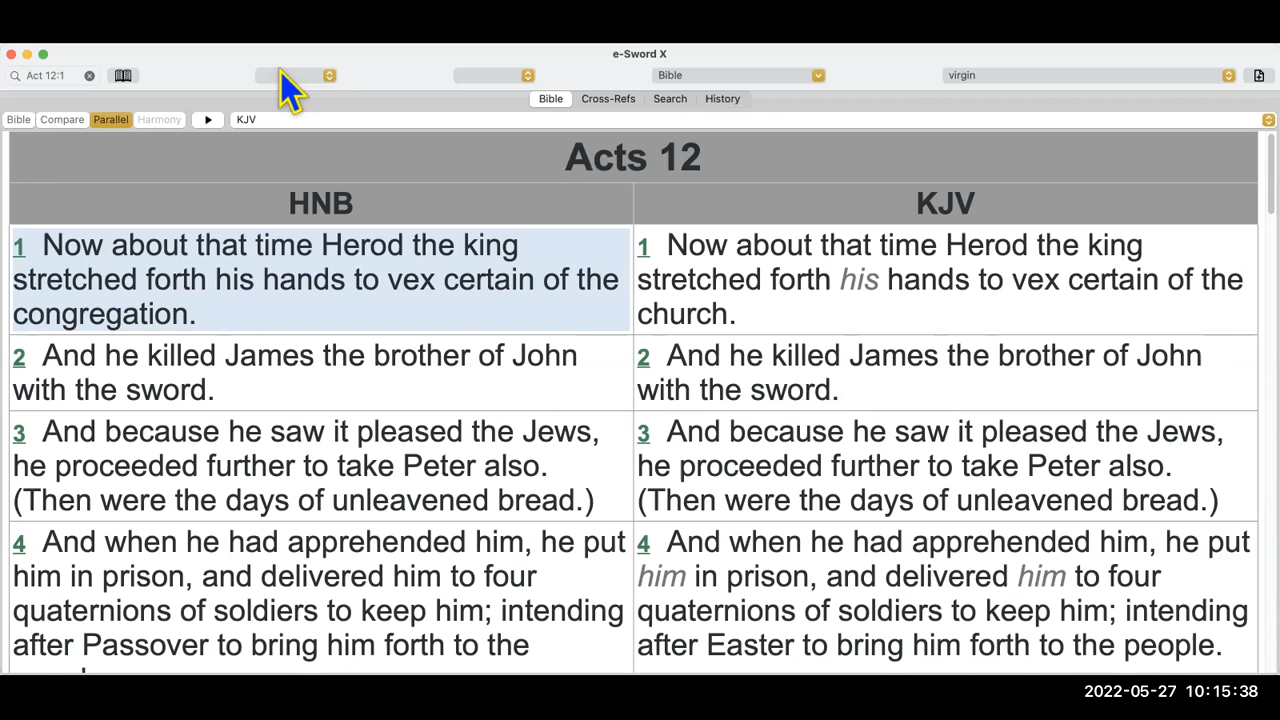 e-Sword X
Act 12:1
Bible
virgin
Bible Cross-Refs Search History
Bible Compare Parallel Harmony KJV
Acts 12
HNB
1 Now about that time Herod the king
stretched forth his hands to vex certain of the
congregation.
2 And he killed James the brother of John
with the sword.
3 And because he saw it pleased the Jews,
he proceeded further to take Peter also.
(Then were the days of unleavened bread.)
4 And when he had apprehended him, he put
him in prison, and delivered him to four
quaternions of soldiers to keep him; intending
after Passover to bring him forth to the
KJV
1 Now about that time Herod the king
stretched forth his hands to vex certain of the
church.
2 And he killed James the brother of John
with the sword.
3 And because he saw it pleased the Jews,
he proceeded further to take Peter also.
(Then were the days of unleavened bread.)
4 And when he had apprehended him, he put
him in prison, and delivered him to four
quaternions of soldiers to keep him; intending
after Easter to bring him forth to the people.
2022-05-27 10:15:38